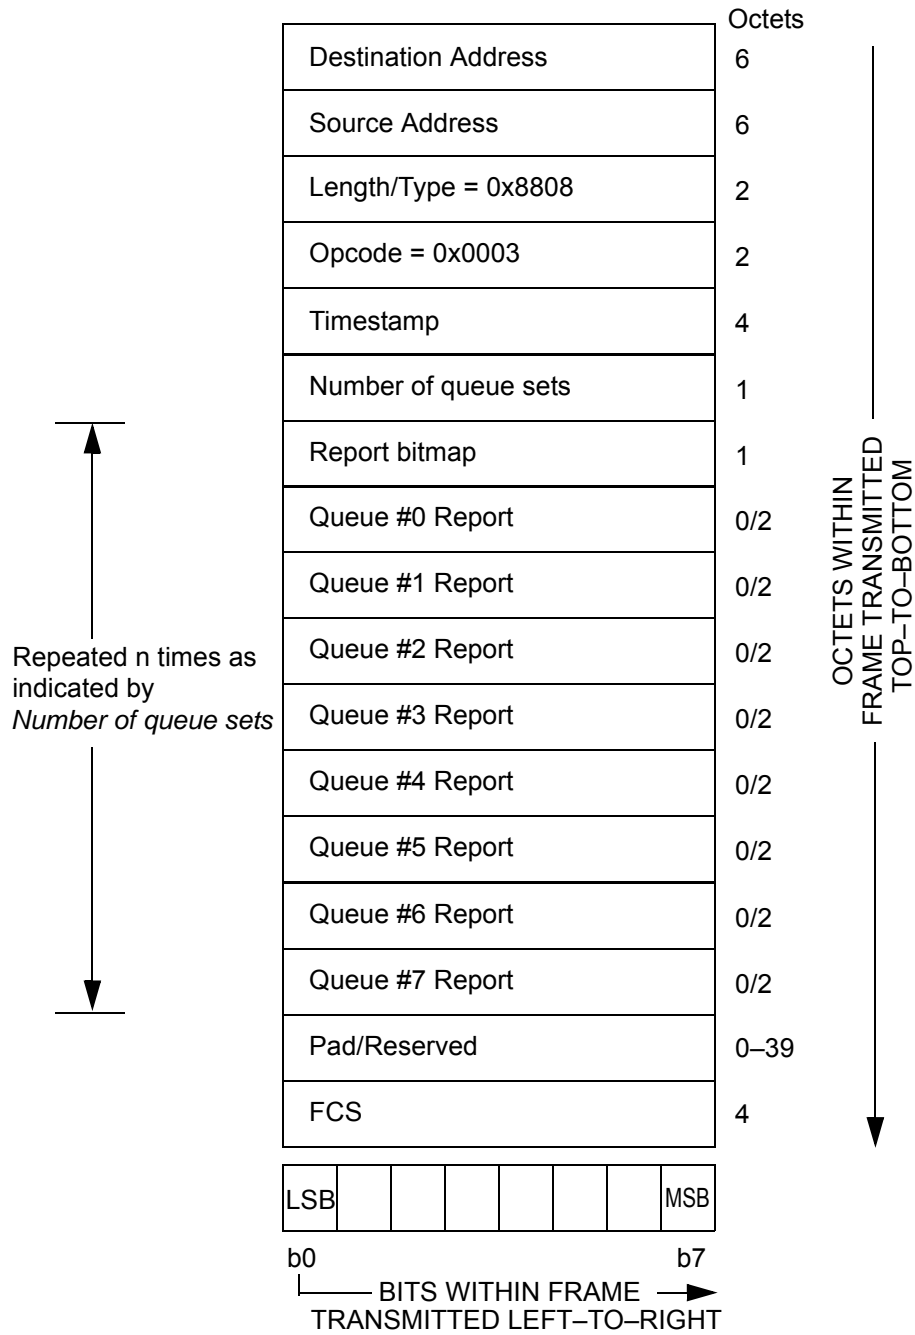 Octets
Destination Address 6
Source Address 6
Length/Type = 0x8808 2
Opcode = 0x0003 2
Timestamp 4
Number of queue sets 1
Report bitmap 1
Queue #0 Report 0/2
Queue #1 Report 0/2
Queue #2 Report 0/2
Queue #3 Report 0/2
Queue #4 Report 0/2
Queue #5 Report 0/2
Queue #6 Report 0/2
Queue #7 Report 0/2
Pad/Reserved 0–39
FCS 4
Repeated n times as
indicated by
Number of queue sets
OCTETS WITHIN
FRAME TRANSMITTED
TOP–TO–BOTTOM
LSB MSB
b0 b7
BITS WITHIN FRAME
TRANSMITTED LEFT–TO–RIGHT